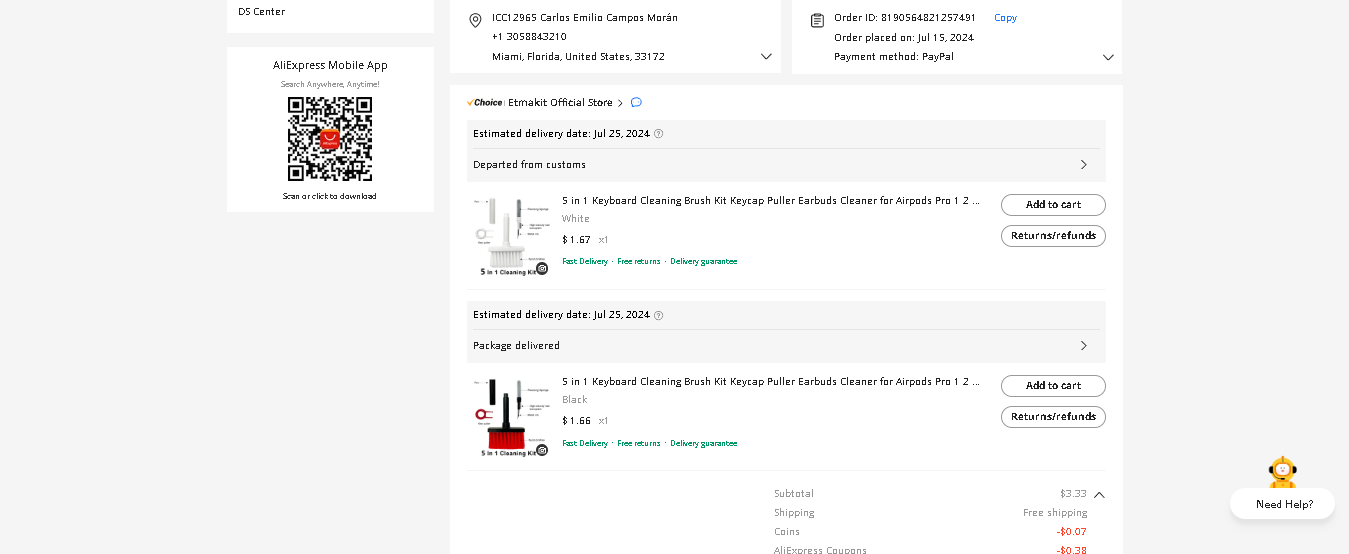 DS Center
AliExpress Mobile App
Search Anywhere, Anytime!
Scan or click to download
ICC12965 Carlos Emilio Campos Morán
+1 3058843210
Miami, Florida, United States, 33172
Order ID: 8190564821257491 Copy
Order placed on: Jul 15, 2024
Payment method: PayPal
Choice Etmakit Official Store
Estimated delivery date: Jul 25, 2024
Departed from customs
5 in 1 Cleaning Kit
5 in 1 Keyboard Cleaning Brush Kit Keycap Puller Earbuds Cleaner for Airpods Pro 1 2 ...
White
$ 1.67 x1
Fast Delivery · Free returns · Delivery guarantee
Add to cart
Returns/refunds
Estimated delivery date: Jul 25, 2024
Package delivered
5 in 1 Cleaning Kit
5 in 1 Keyboard Cleaning Brush Kit Keycap Puller Earbuds Cleaner for Airpods Pro 1 2 ...
Black
$ 1.66 x1
Fast Delivery · Free returns · Delivery guarantee
Add to cart
Returns/refunds
Subtotal $3.33
Shipping Free shipping
Coins -$0.07
AliExpress Coupons -$0.38
Need Help?